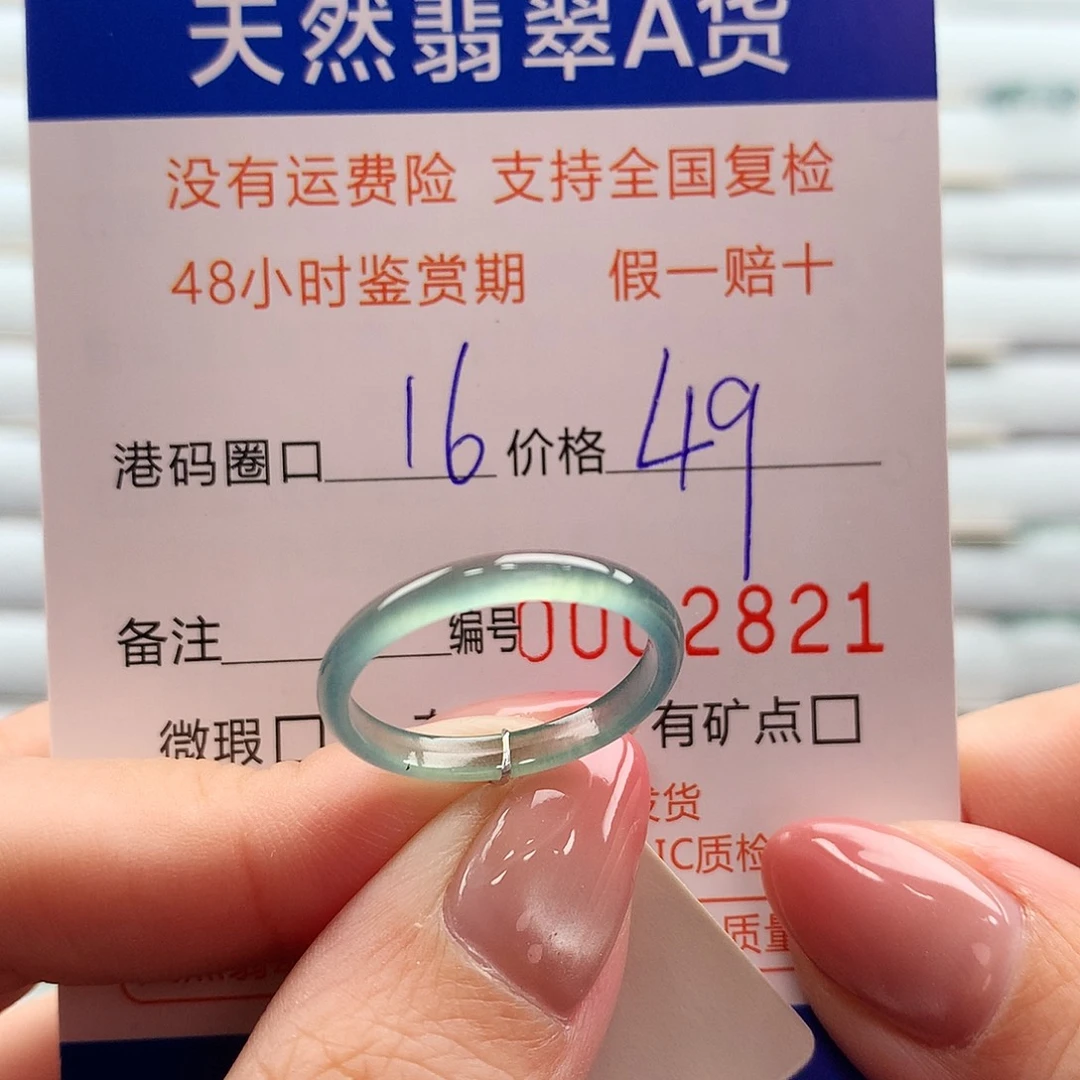 天然翡翠A货
没有运费险 支持全国复检
48小时鉴赏期 假一赔十
港码圈口 16 价格 49
备注 编号 00 2821
微瑕□ 有矿点□
发货
IC质检
质量